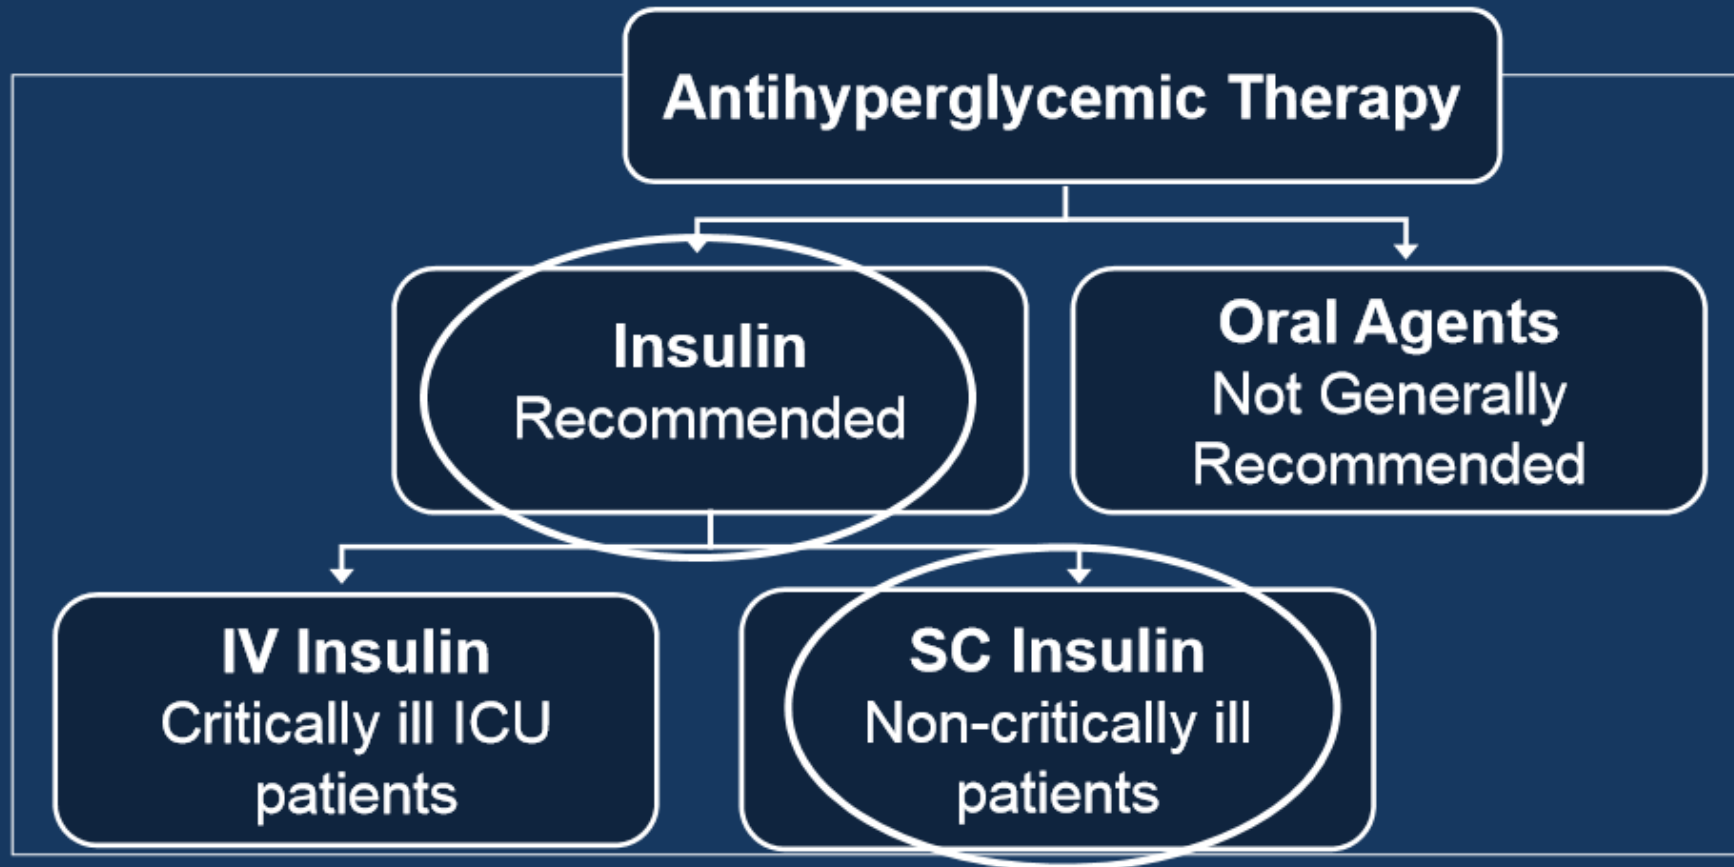 Antihyperglycemic Therapy
Insulin
Recommended
Oral Agents
Not Generally
Recommended
IV Insulin
Critically ill ICU
patients
SC Insulin
Non-critically ill
patients